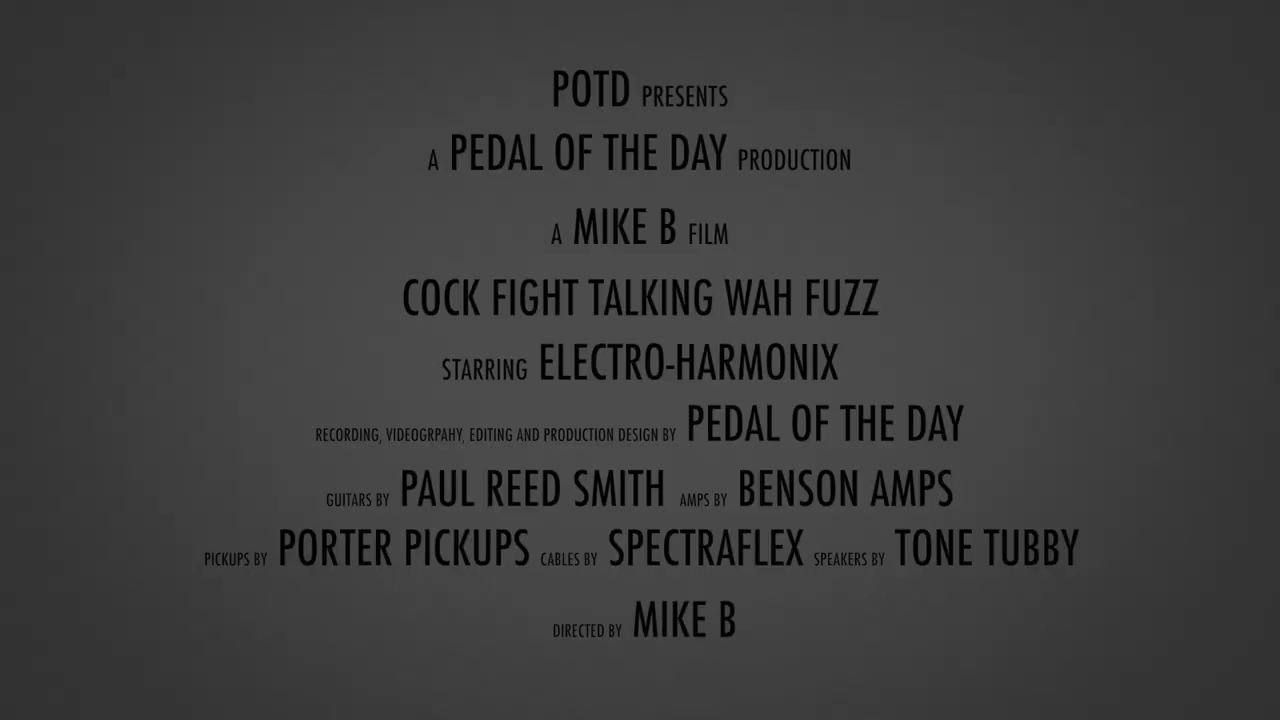 POTD PRESENTS
A PEDAL OF THE DAY PRODUCTION
A MIKE B FILM
COCK FIGHT TALKING WAH FUZZ
STARRING ELECTRO-HARMONIX
RECORDING, VIDEOGRPAHY, EDITING AND PRODUCTION DESIGN BY PEDAL OF THE DAY
GUITARS BY PAUL REED SMITH AMPS BY BENSON AMPS
PICKUPS BY PORTER PICKUPS CABLES BY SPECTRAFLEX SPEAKERS BY TONE TUBBY
DIRECTED BY MIKE B